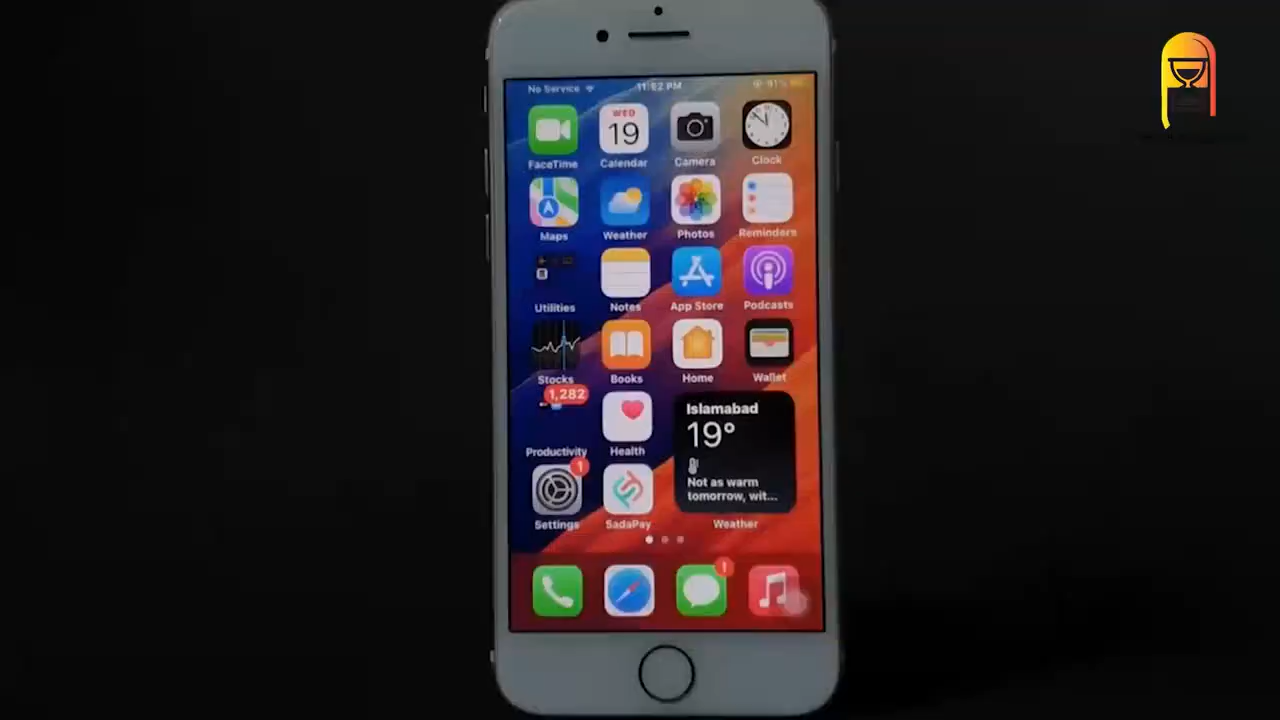 No Service 11:52 PM 91%
WED
19
FaceTime Calendar Camera Clock
Maps Weather Photos Reminders
Utilities Notes App Store Podcasts
Stocks Books Home Wallet
1,282
Islamabad
19°
Not as warm
tomorrow, wit...
Productivity Health
1
Settings SadaPay Weather
!